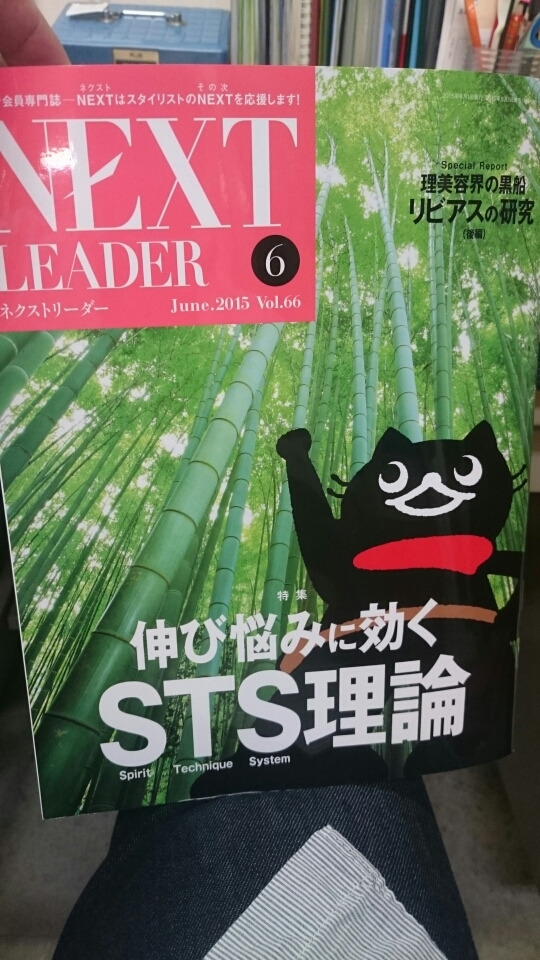 会員専門誌―NEXTはスタイリストのNEXTを応援します!
ネクスト
その次
NEXT
LEADER
6
ネクストリーダー
June.2015 Vol.66
Special Report
理美容界の黒船
リビアスの研究
(後編)
特集
伸び悩みに効く
STS理論
Spirit Technique System